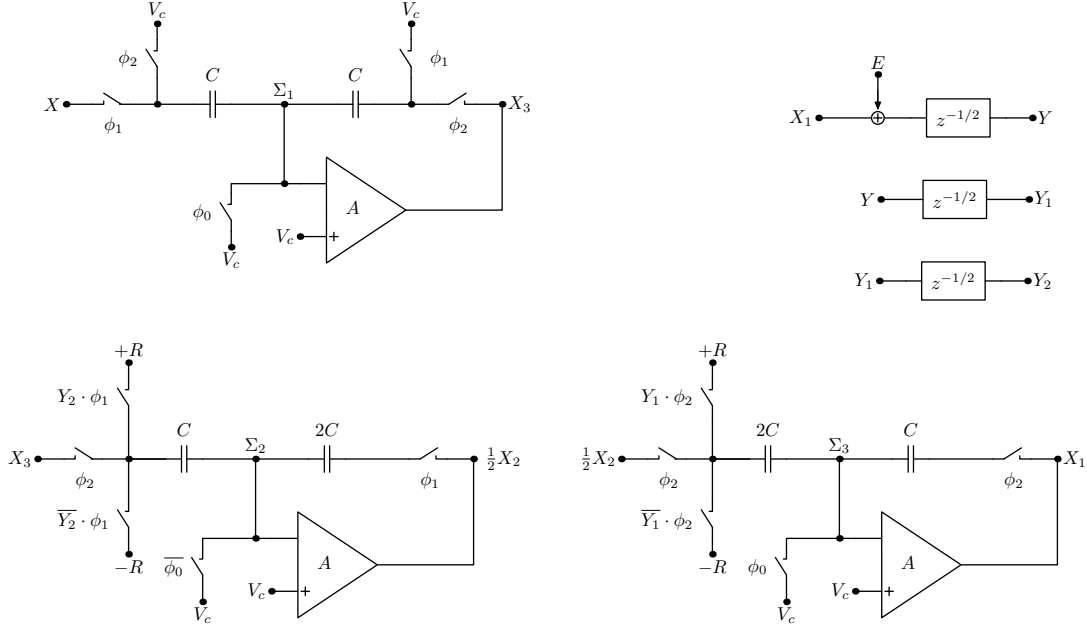 V_c
ϕ_2
X
ϕ_1
C
Σ_1
C
V_c
ϕ_1
X_3
ϕ_2
ϕ_0
V_c
A
V_c
+
E
X_1
+
z^{-1/2}
Y
Y
z^{-1/2}
Y_1
Y_1
z^{-1/2}
Y_2
+R
Y_2 · ϕ_1
X_3
ϕ_2
C
Σ_2
2C
½X_2
ϕ_1
\overline{Y_2} · ϕ_1
−R
\overline{ϕ_0}
V_c
A
V_c
+
+R
Y_1 · ϕ_2
½X_2
ϕ_2
2C
Σ_3
C
X_1
ϕ_2
\overline{Y_1} · ϕ_2
−R
ϕ_0
V_c
A
V_c
+